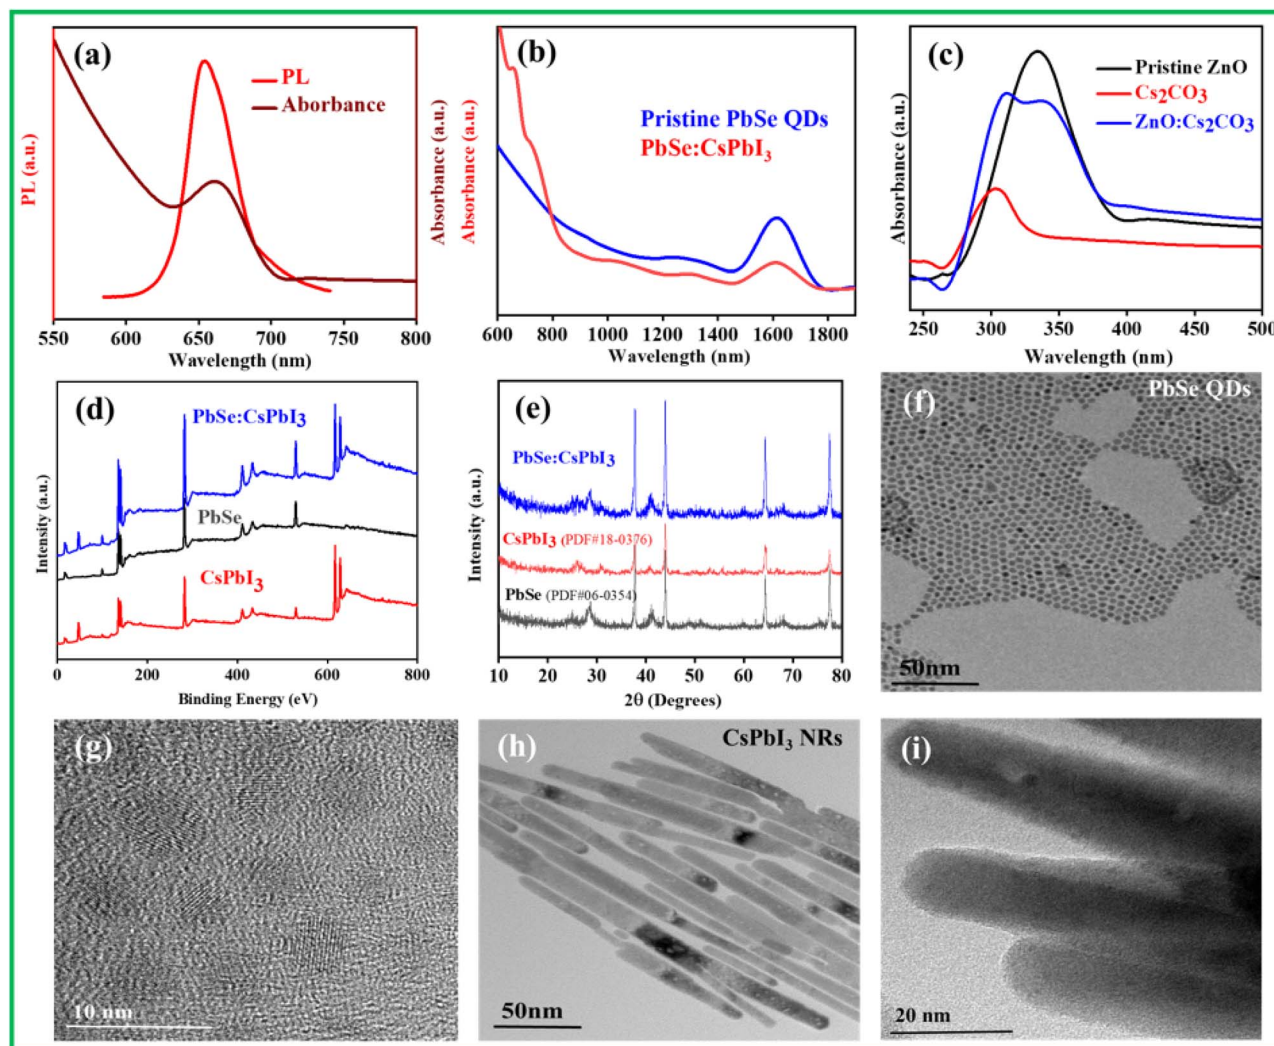 (a)
PL
Aborbance
PL (a.u.)
Absorbance (a.u.)
550 600 650 700 750 800
Wavelength (nm)
(b)
Pristine PbSe QDs
PbSe:CsPbI3
Absorbance (a.u.)
600 800 1000 1200 1400 1600 1800
Wavelength (nm)
(c)
Pristine ZnO
Cs2CO3
ZnO:Cs2CO3
Absorbance (a.u.)
250 300 350 400 450 500
Wavelength (nm)
(d)
PbSe:CsPbI3
PbSe
CsPbI3
Intensity (a.u.)
0 200 400 600 800
Binding Energy (eV)
(e)
PbSe:CsPbI3
CsPbI3 (PDF#18-0376)
PbSe (PDF#06-0354)
Intensity (a.u.)
10 20 30 40 50 60 70 80
2θ (Degrees)
PbSe QDs
(f)
50nm
(g)
10 nm
(h)
CsPbI3 NRs
50nm
(i)
20 nm